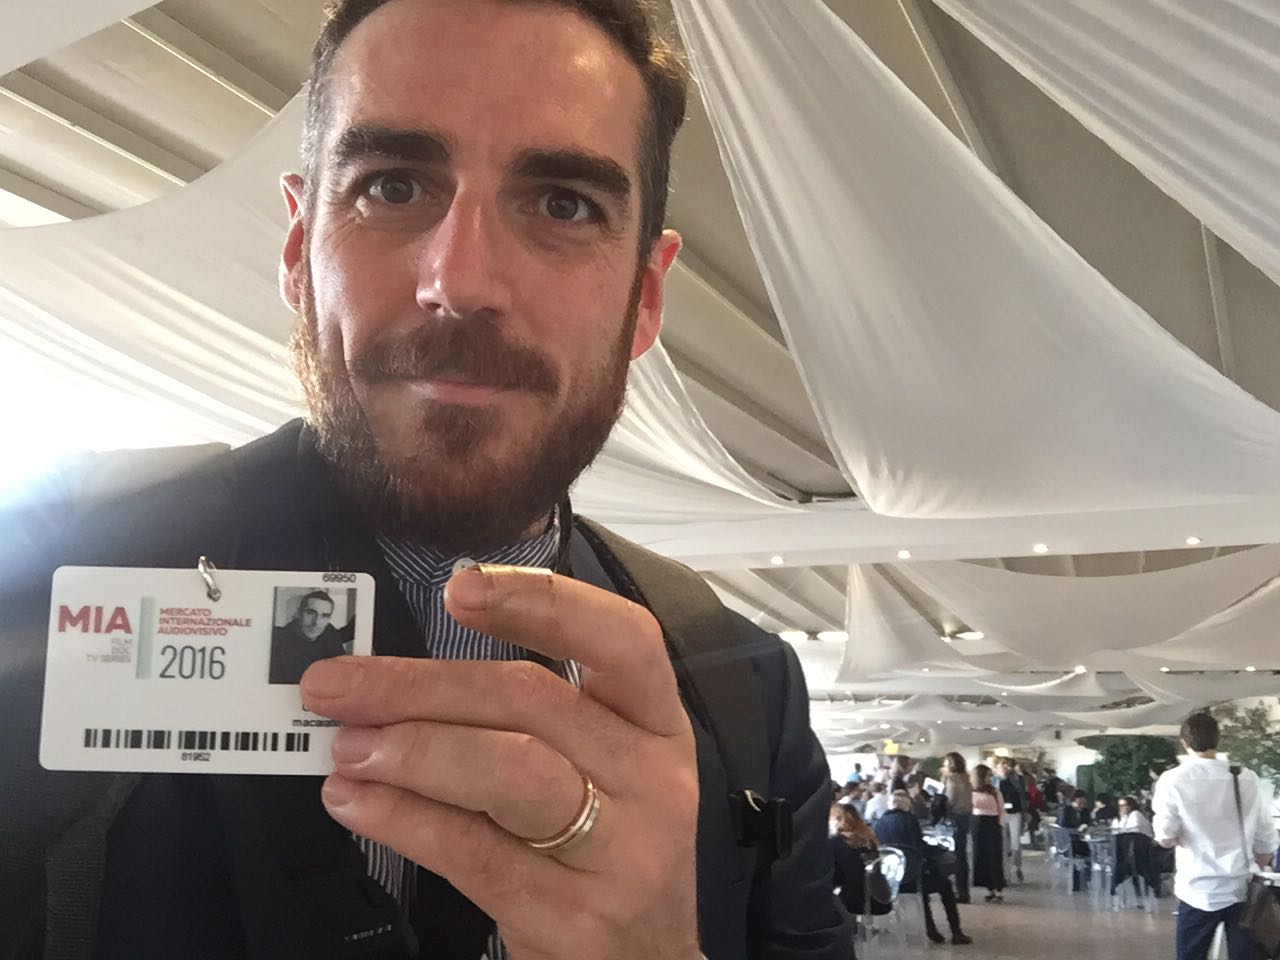 69950
MIA
FILM
DOC
TV-SERIES
MERCATO
INTERNAZIONALE
AUDIOVISIVO
2016
81952